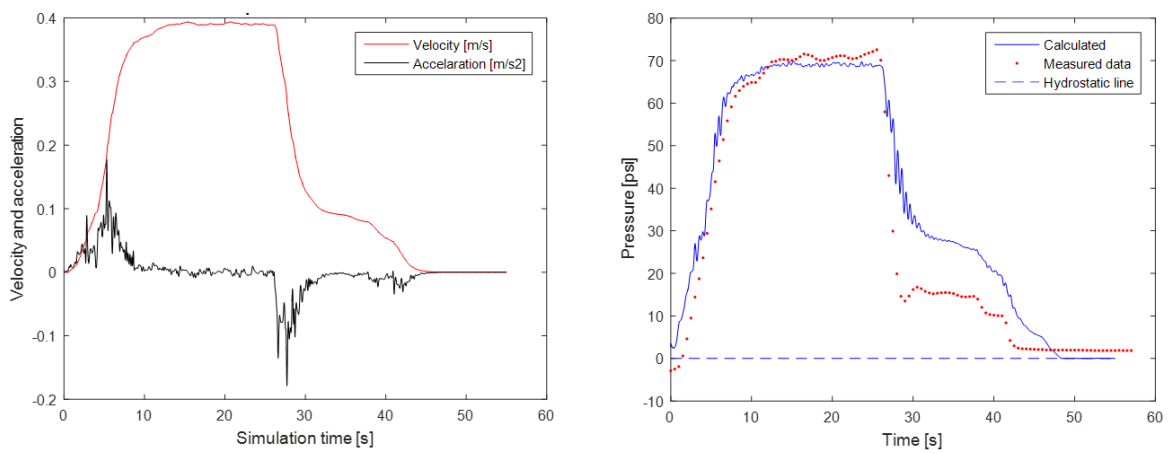 0.4
0.3
0.2
0.1
0
-0.1
-0.2
Velocity and acceleration
Velocity [m/s]
Accelaration [m/s2]
0 10 20 30 40 50 60
Simulation time [s]
80
70
60
50
40
30
20
10
0
-10
Pressure [psi]
Calculated
Measured data
Hydrostatic line
0 10 20 30 40 50 60
Time [s]